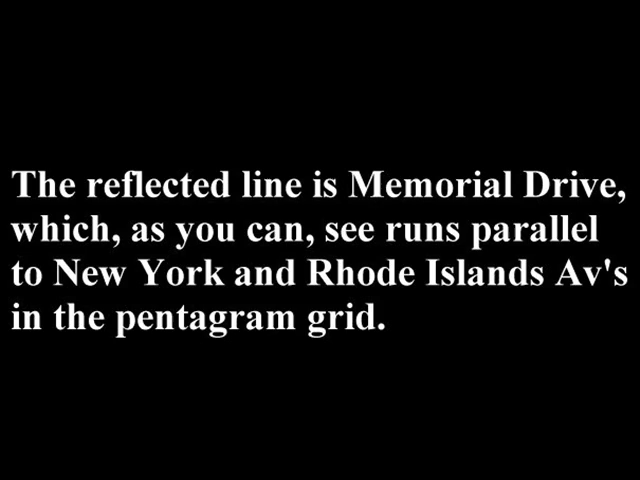 The reflected line is Memorial Drive,
which, as you can, see runs parallel
to New York and Rhode Islands Av's
in the pentagram grid.